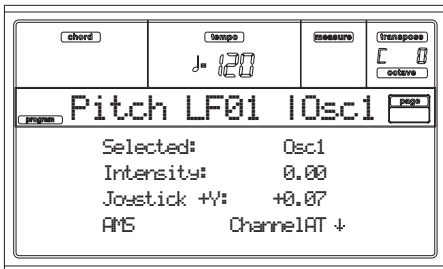 chord tempo measure transpose
♩= 120 C 0
octave
program Pitch LFO1 |Osc1 page
Selected: Osc1
Intensity: 0.00
Joystick +Y: +0.07
AMS ChannelAT ↓